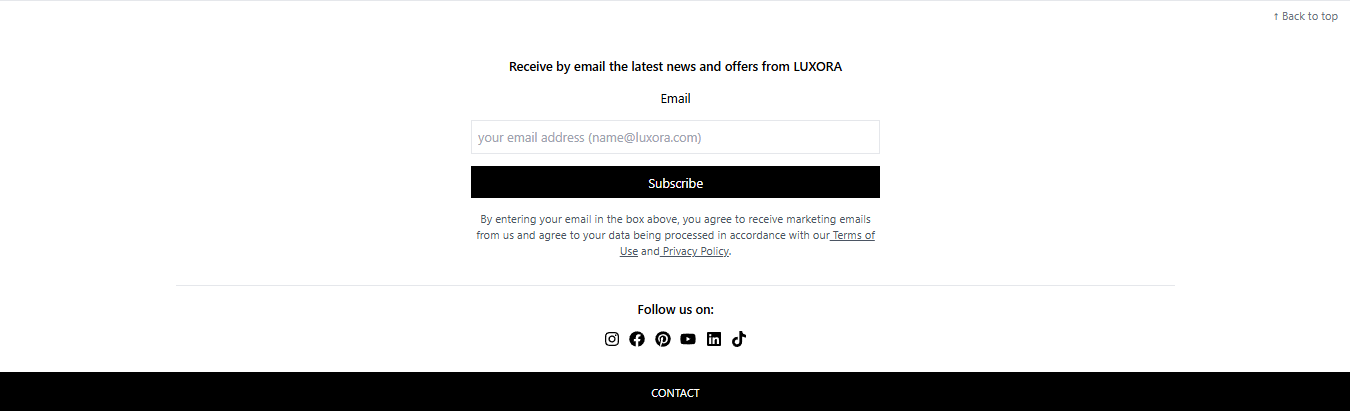 ↑ Back to top
Receive by email the latest news and offers from LUXORA
Email
your email address (name@luxora.com)
Subscribe
By entering your email in the box above, you agree to receive marketing emails
from us and agree to your data being processed in accordance with our Terms of
Use and Privacy Policy.
Follow us on:
CONTACT